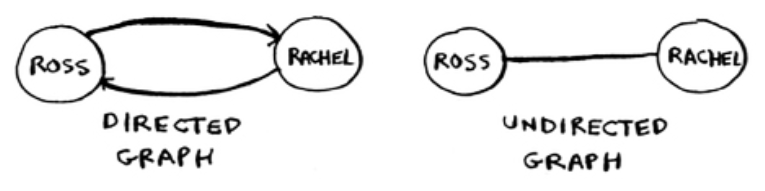 ROSS
RACHEL
DIRECTED
GRAPH
ROSS
RACHEL
UNDIRECTED
GRAPH